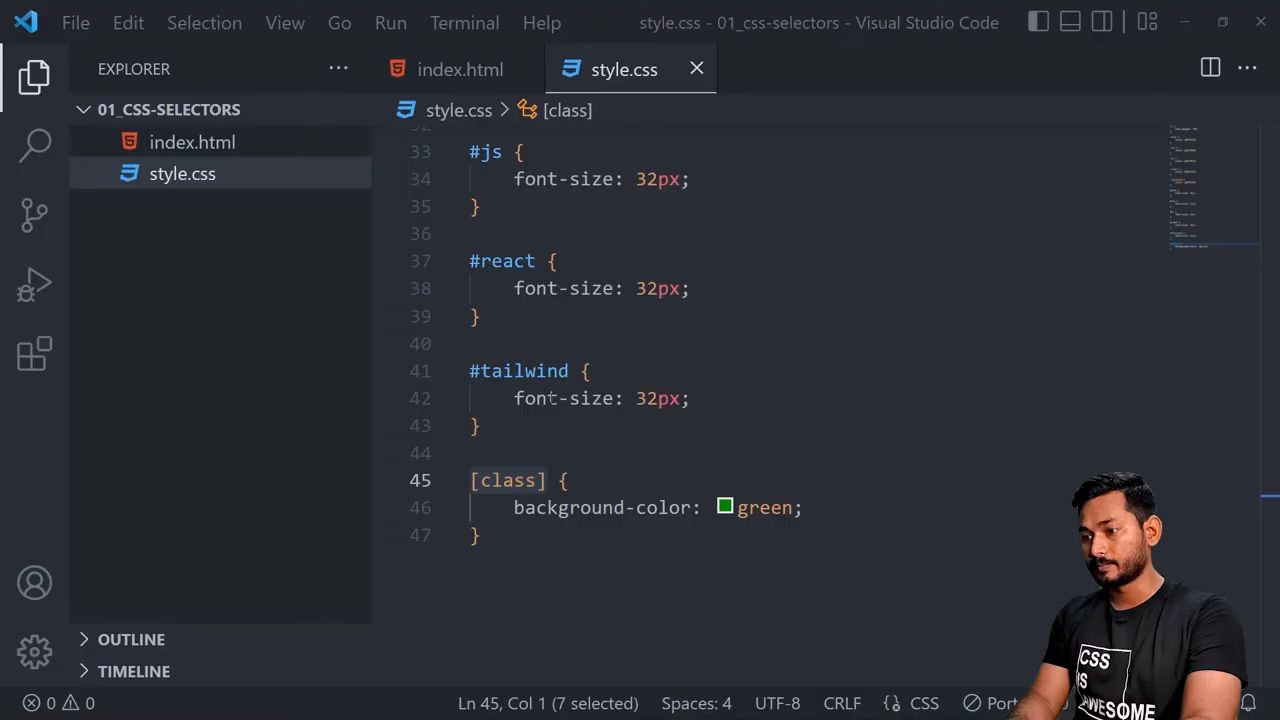 File Edit Selection View Go Run Terminal Help style.css - 01_css-selectors - Visual Studio Code
EXPLORER
index.html
style.css
01_CSS-SELECTORS
style.css > [class]
index.html
style.css
33 #js {
34 font-size: 32px;
35 }
36
37 #react {
38 font-size: 32px;
39 }
40
41 #tailwind {
42 font-size: 32px;
43 }
44
45 [class] {
46 background-color: green;
47 }
OUTLINE
TIMELINE
CSS
IS
AWESOME
0 0 Ln 45, Col 1 (7 selected) Spaces: 4 UTF-8 CRLF {} CSS